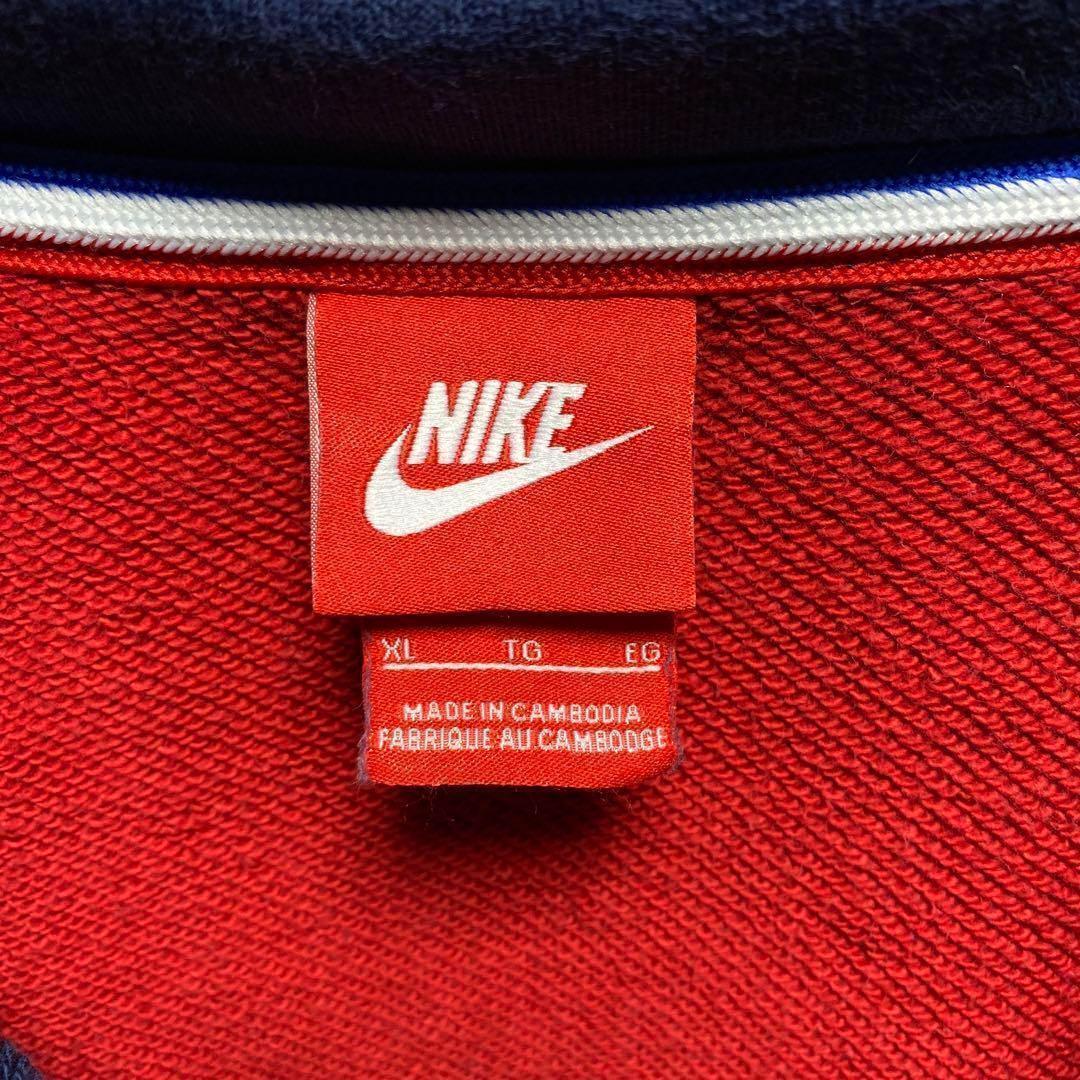 NIKE
XL TG EG
MADE IN CAMBODIA
FABRIQUE AU CAMBODGE